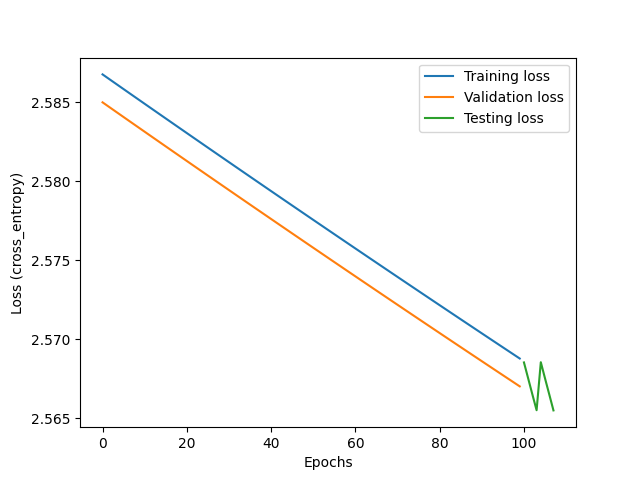 Training loss
Validation loss
Testing loss
2.585
2.580
2.575
2.570
2.565
Loss (cross_entropy)
0 20 40 60 80 100
Epochs